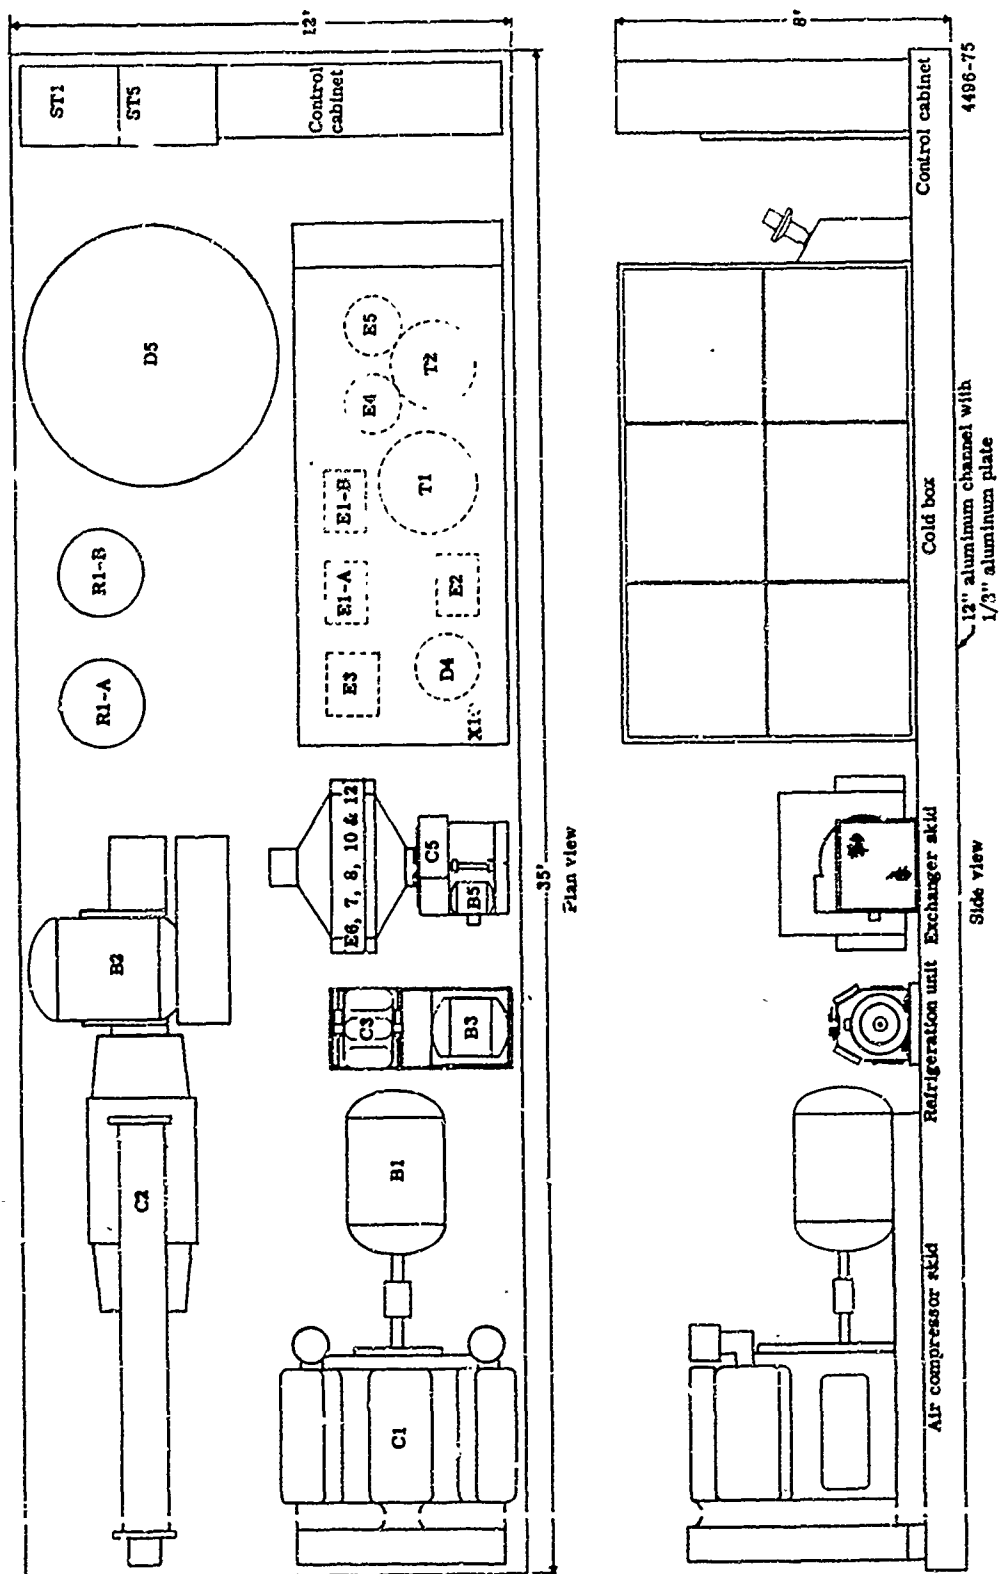 12'
ST1
ST5
Control
cabinet
D5
R1-B
R1-A
E5
T2
E4
T1
E1-B
E1-A
E2
E3
D4
B2
C2
E6, 7, 8, 10 & 12
C5
B5
C3
B3
B1
C1
35'
Plan view
8'
Control cabinet
Cold box
Exchanger skid
Refrigeration unit
Air compressor skid
12" aluminum channel with
1/3" aluminum plate
Side view
4496-75